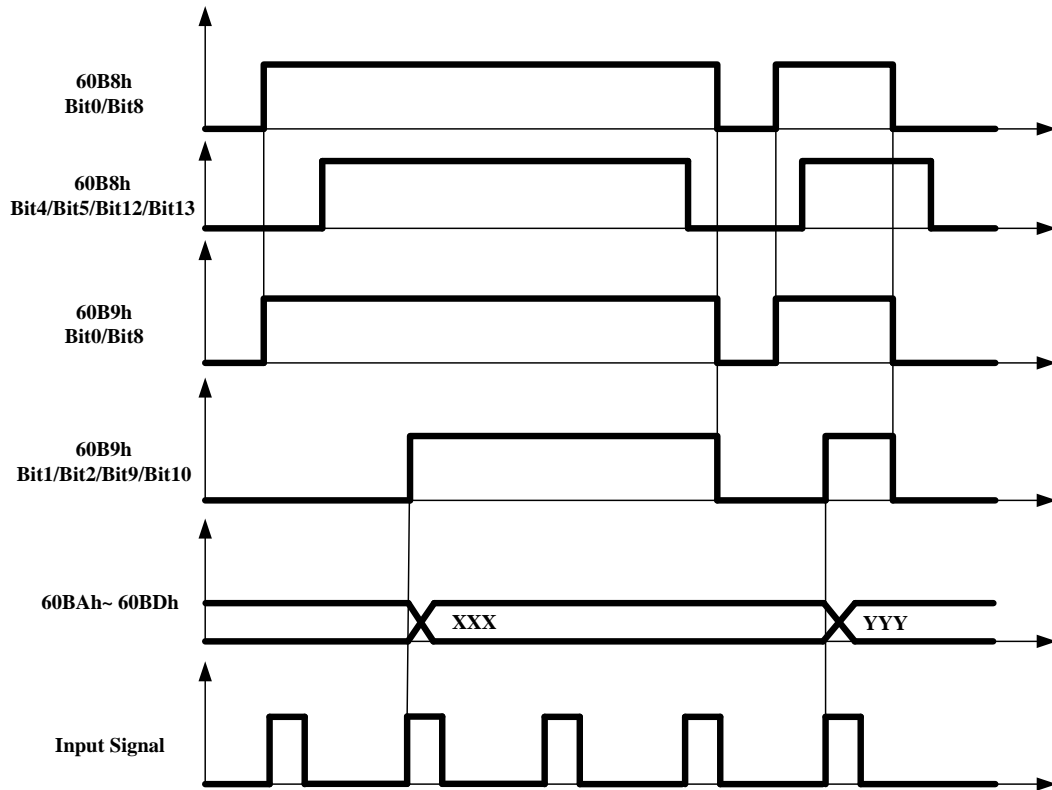 60B8h
Bit0/Bit8
60B8h
Bit4/Bit5/Bit12/Bit13
60B9h
Bit0/Bit8
60B9h
Bit1/Bit2/Bit9/Bit10
60BAh~ 60BDh
XXX
YYY
Input Signal